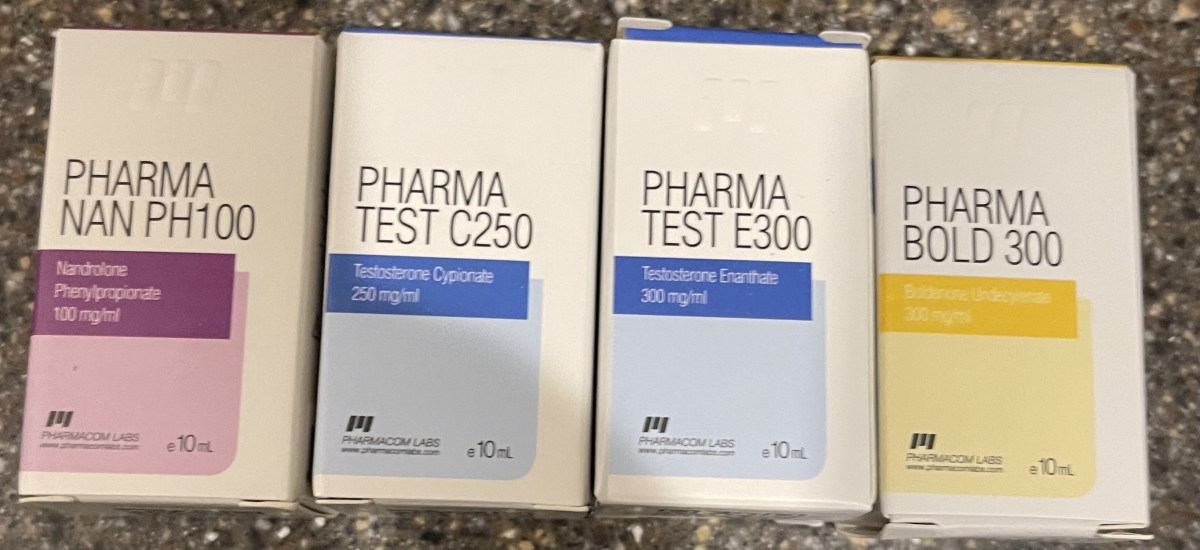 PHARMA
NAN PH100
Nandrolone
Phenylpropionate
100 mg/ml
PHARMACOM LABS
www.pharmacomlabs.com
e10mL
PHARMA
TEST C250
Testosterone Cypionate
250 mg/ml
PHARMACOM LABS
www.pharmacomlabs.com
e10mL
PHARMA
TEST E300
Testosterone Enanthate
300 mg/ml
PHARMACOM LABS
www.pharmacomlabs.com
e10mL
PHARMA
BOLD 300
Boldenone Undecylenate
300 mg/ml
PHARMACOM LABS
www.pharmacomlabs.com
e10mL